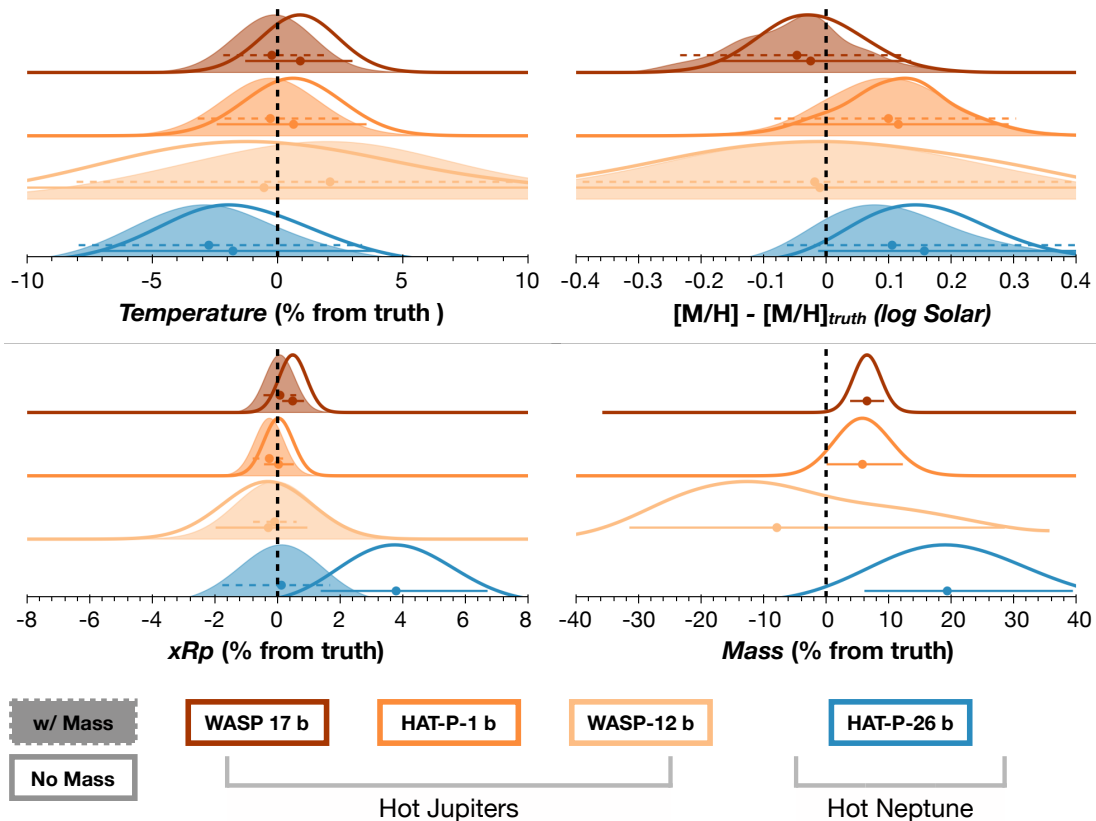 -10 -5 0 5 10
Temperature (% from truth )
-0.4 -0.3 -0.2 -0.1 0 0.1 0.2 0.3 0.4
[M/H] - [M/H]truth (log Solar)
-8 -6 -4 -2 0 2 4 6 8
xRp (% from truth)
-40 -30 -20 -10 0 10 20 30 40
Mass (% from truth)
w/ Mass
WASP 17 b
HAT-P-1 b
WASP-12 b
HAT-P-26 b
No Mass
Hot Jupiters
Hot Neptune